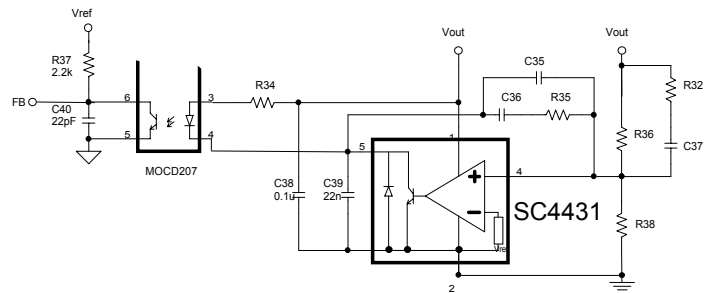 Vref
R37
2.2k
FB
C40
22pF
6
5
3
4
MOCD207
R34
Vout
C35
C36
R35
Vout
R32
R36
C37
R38
C38
0.1u
C39
22n
1
5
4
2
+
−
Vref
SC4431